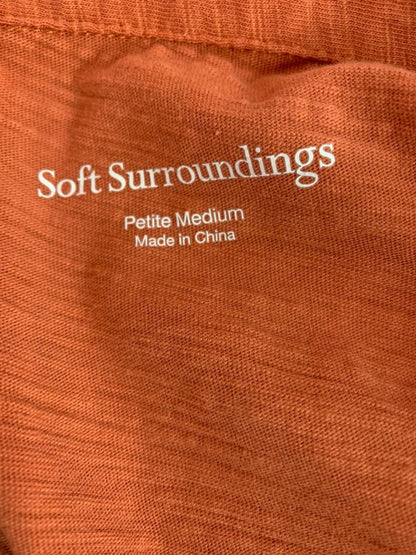 Soft Surroundings
Petite Medium
Made in China